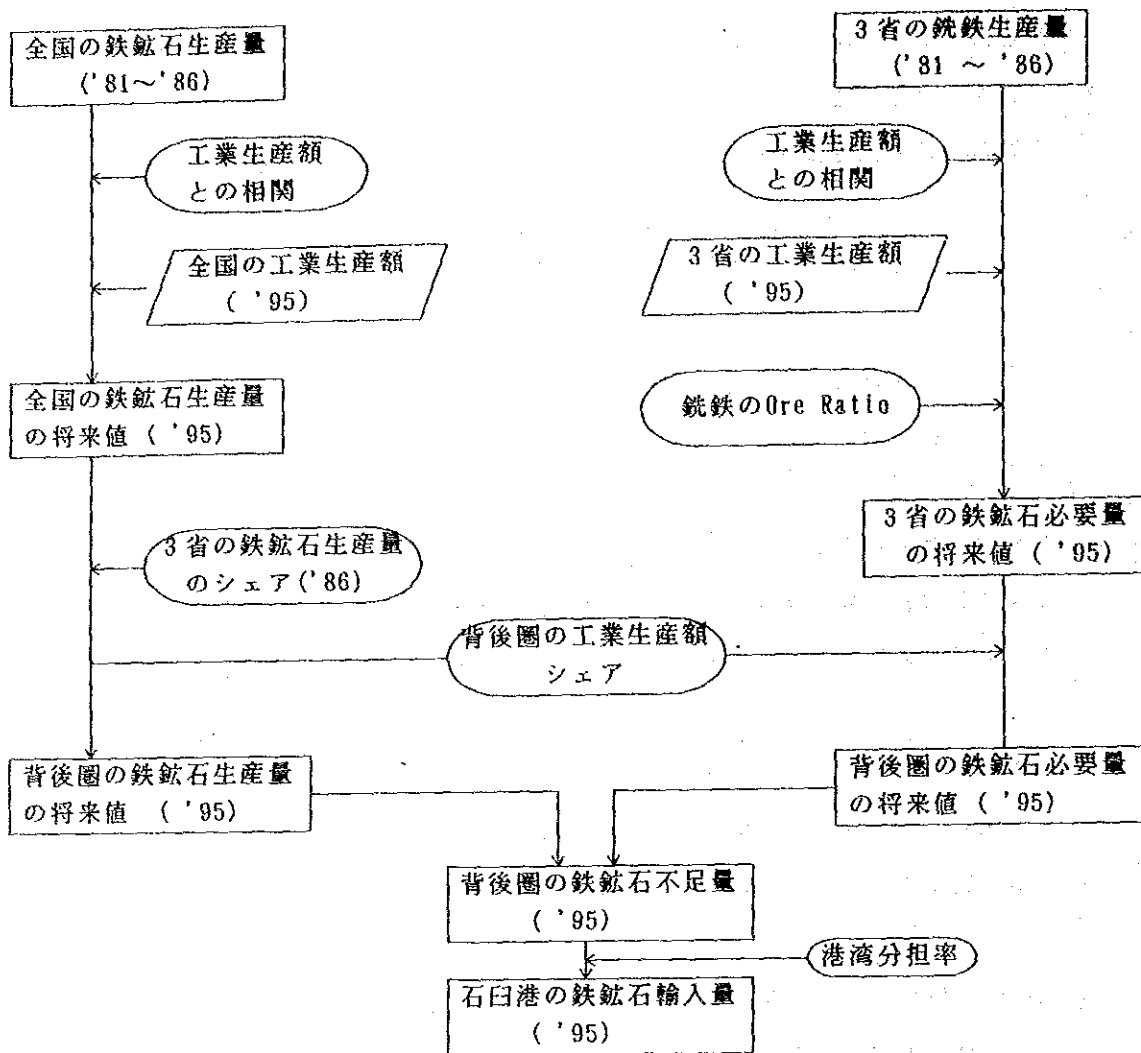 全国の鉄鉱石生産量
('81～'86)
3省の銑鉄生産量
('81 ～ '86)
工業生産額
との相関
工業生産額
との相関
全国の工業生産額
( '95)
3省の工業生産額
( '95)
全国の鉄鉱石生産量
の将来値 ( '95)
銑鉄のOre Ratio
3省の鉄鉱石必要量
の将来値 ( '95)
3省の鉄鉱石生産量
のシェア('86)
背後圏の工業生産額
シェア
背後圏の鉄鉱石生産量
の将来値 ( '95)
背後圏の鉄鉱石必要量
の将来値 ( '95)
背後圏の鉄鉱石不足量
( '95)
港湾分担率
石臼港の鉄鉱石輸入量
( '95)